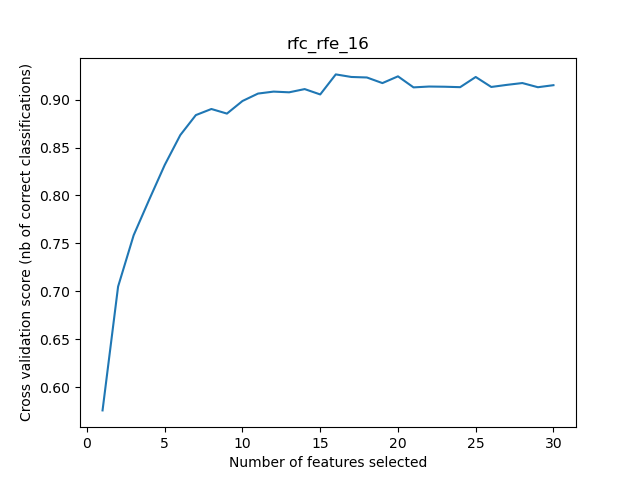 rfc_rfe_16
Cross validation score (nb of correct classifications)
0.90
0.85
0.80
0.75
0.70
0.65
0.60
0 5 10 15 20 25 30
Number of features selected